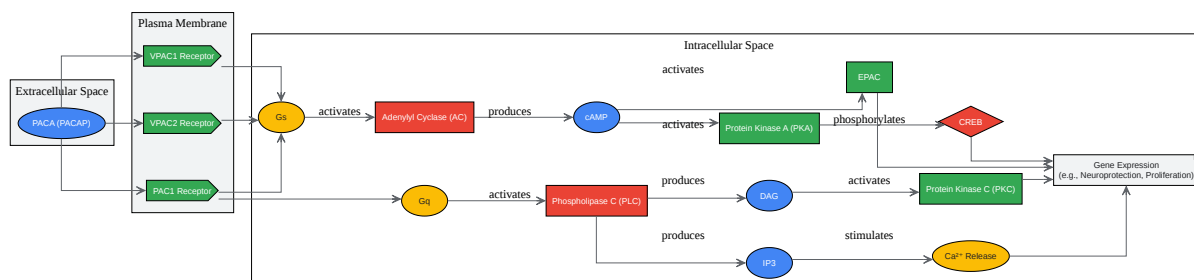 Plasma Membrane
Intracellular Space
VPAC1 Receptor
activates
EPAC
Extracellular Space
PACA (PACAP)
VPAC2 Receptor
Gs
activates
Adenylyl Cyclase (AC)
produces
cAMP
activates
Protein Kinase A (PKA)
phosphorylates
CREB
Gene Expression
(e.g., Neuroprotection, Proliferation)
PAC1 Receptor
Gq
activates
Phospholipase C (PLC)
produces
DAG
activates
Protein Kinase C (PKC)
produces
IP3
stimulates
Ca²⁺ Release